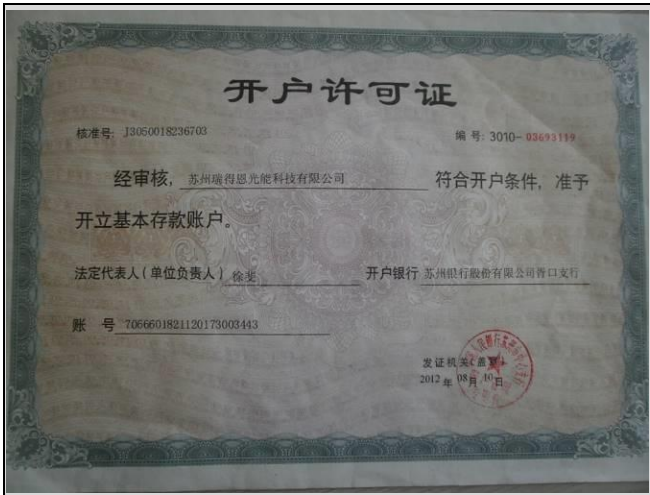 开户许可证
核准号: J3050018236703 编号: 3010-03693119
经审核, 苏州瑞得恩光能科技有限公司 符合开户条件, 准予
开立基本存款账户。
法定代表人(单位负责人) 徐斐 开户银行 苏州银行股份有限公司胥口支行
账 号 7066601821120173003443
发证机关(盖章)
2012 年 08 月 10 日